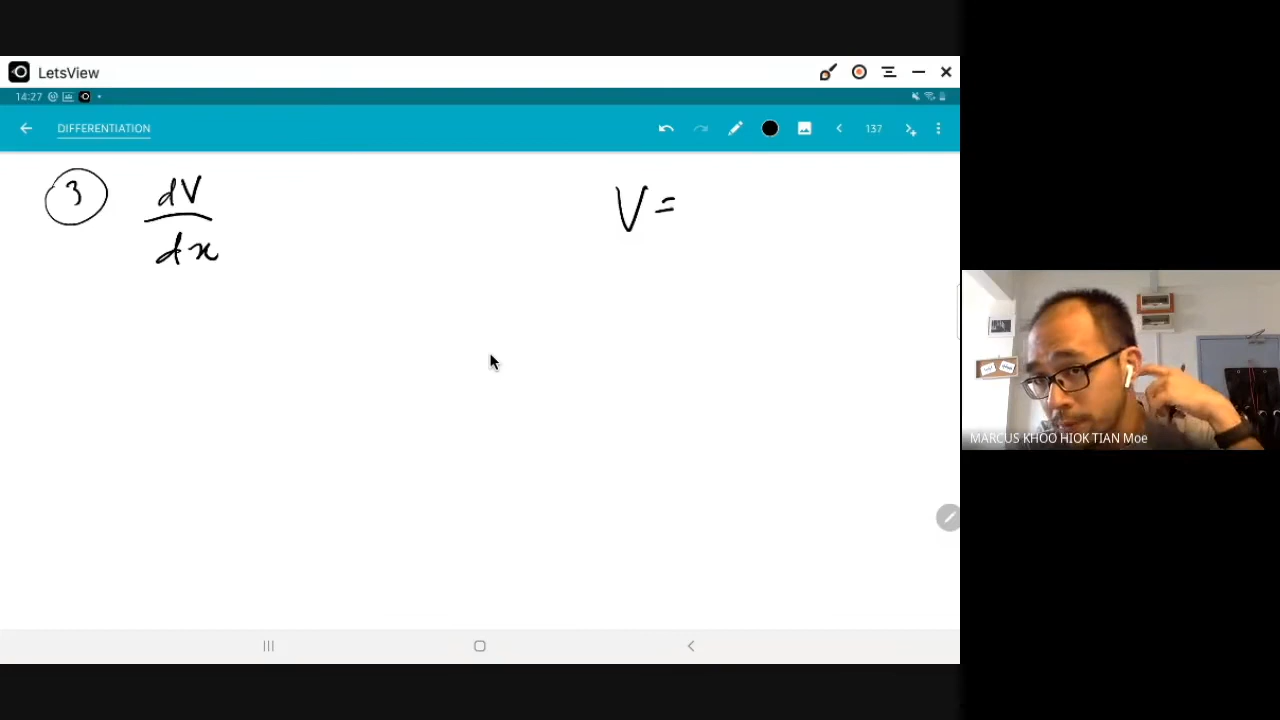 LetsView
14:27
DIFFERENTIATION
137
3 dV/dx
V =
MARCUS KHOO HIOK TIAN Moe